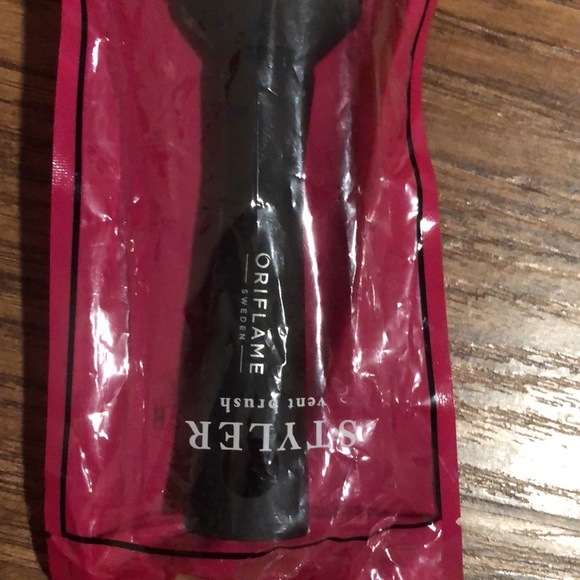 ORIFLAME
SWEDEN
STYLER
vent brush